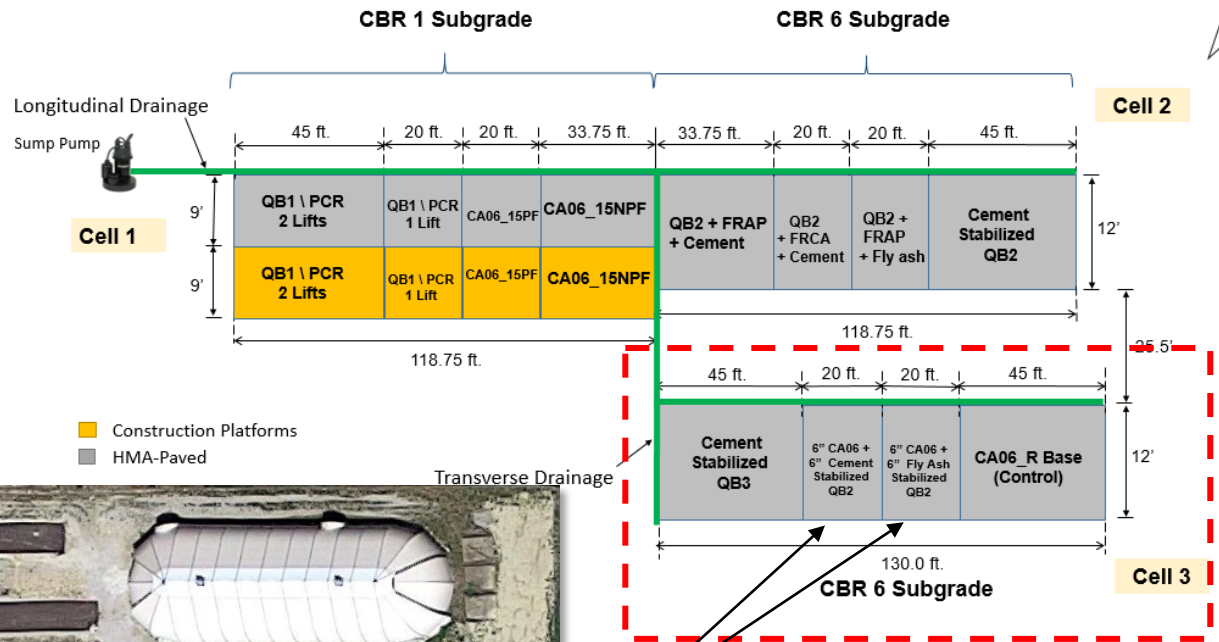 CBR 1 Subgrade
CBR 6 Subgrade
Longitudinal Drainage
Cell 2
Sump Pump
45 ft.
20 ft.
20 ft.
33.75 ft.
33.75 ft.
20 ft.
20 ft.
45 ft.
Cell 1
9'
QB1 \ PCR
2 Lifts
QB1 \ PCR
1 Lift
CA06_15PF
CA06_15NPF
QB2 + FRAP
+ Cement
QB2
+ FRCA
+ Cement
QB2 +
FRAP
+ Fly ash
Cement
Stabilized
QB2
12'
9'
QB1 \ PCR
2 Lifts
QB1 \ PCR
1 Lift
CA06_15PF
CA06_15NPF
118.75 ft.
118.75 ft.
25.5'
45 ft.
20 ft.
20 ft.
45 ft.
Construction Platforms
HMA-Paved
Transverse Drainage
Cement
Stabilized
QB3
6" CA06 +
6" Cement
Stabilized
QB2
6" CA06 +
6" Fly Ash
Stabilized
QB2
CA06_R Base
(Control)
12'
130.0 ft.
CBR 6 Subgrade
Cell 3